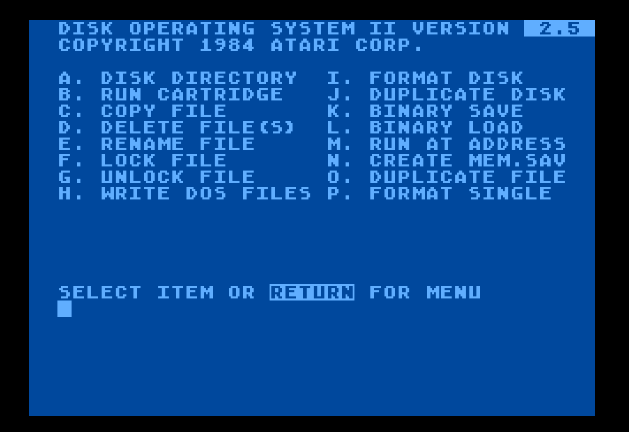 DISK OPERATING SYSTEM II VERSION 2.5
COPYRIGHT 1984 ATARI CORP.
A. DISK DIRECTORY I. FORMAT DISK
B. RUN CARTRIDGE J. DUPLICATE DISK
C. COPY FILE K. BINARY SAVE
D. DELETE FILE(S) L. BINARY LOAD
E. RENAME FILE M. RUN AT ADDRESS
F. LOCK FILE N. CREATE MEM.SAV
G. UNLOCK FILE O. DUPLICATE FILE
H. WRITE DOS FILES P. FORMAT SINGLE
SELECT ITEM OR RETURN FOR MENU